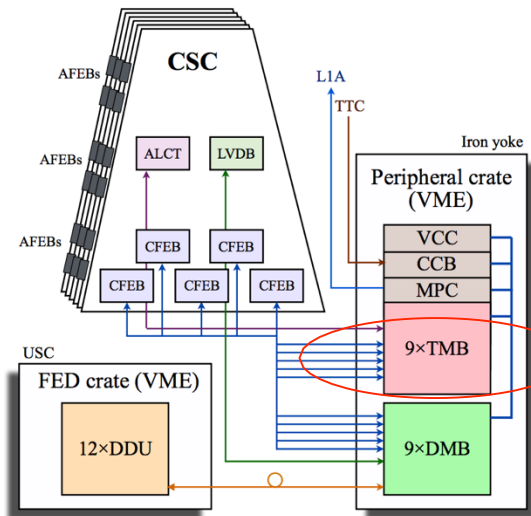 CSC
AFEBs
AFEBs
AFEBs
ALCT
LVDB
CFEB
CFEB
CFEB
CFEB
CFEB
L1A
TTC
Iron yoke
Peripheral crate
(VME)
VCC
CCB
MPC
9×TMB
9×DMB
USC
FED crate (VME)
12×DDU